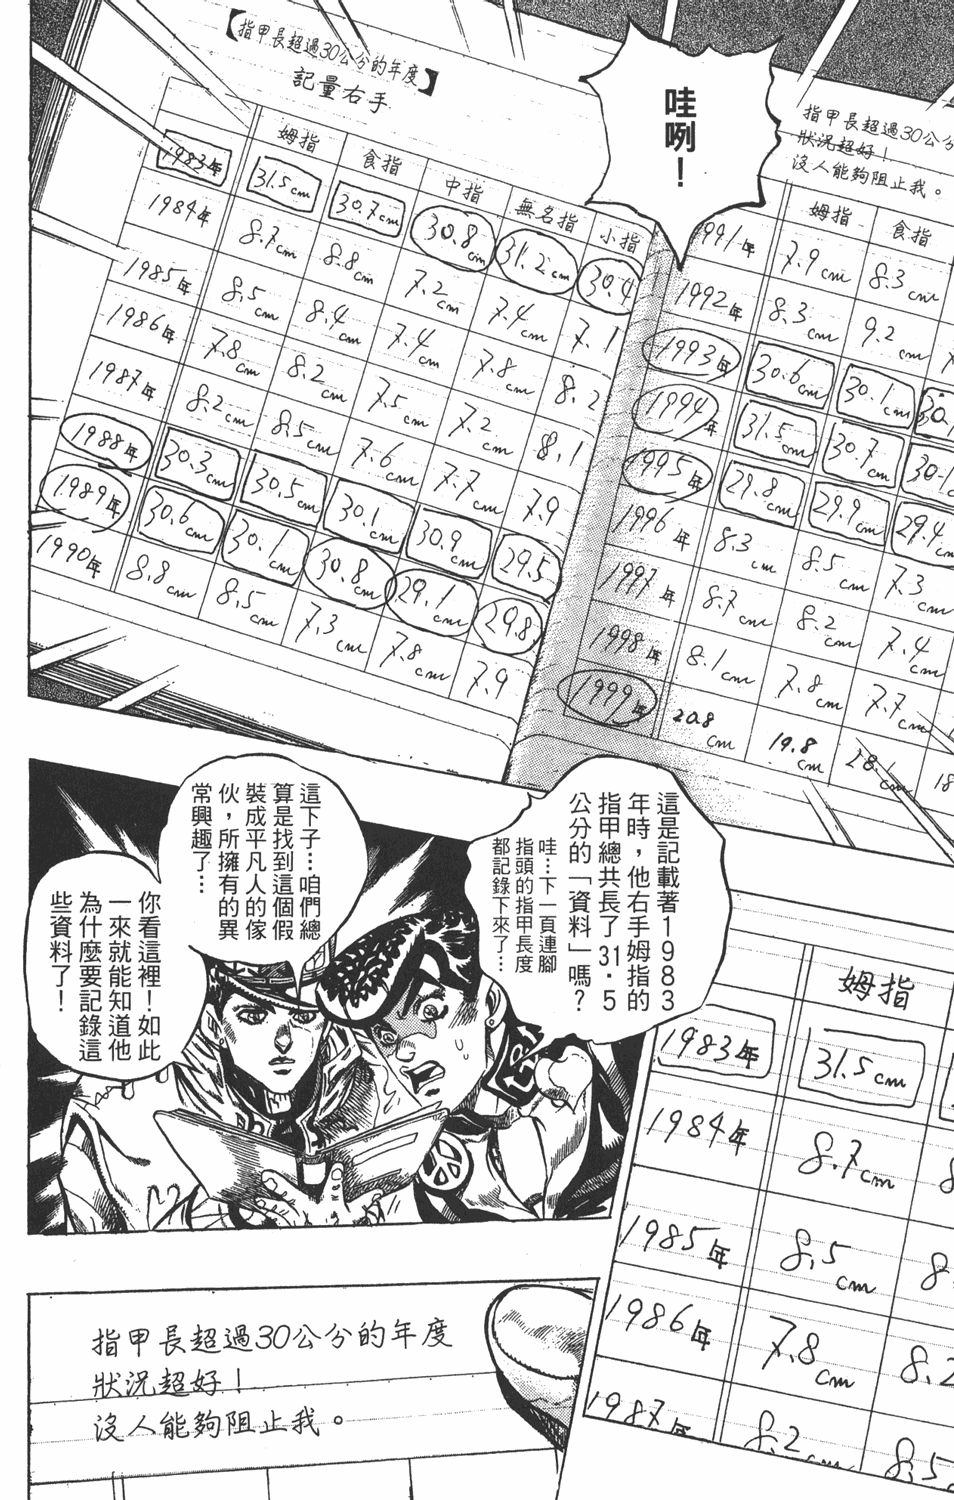 【指甲長超過30公分的年度】
記量右手
姆指 食指 中指 無名指 小指
1983年 31.5cm 30.7cm 30.8cm 31.2cm 30.4
1984年 8.7cm 8.8cm 7.2cm 7.4cm 7.1
1985年 8.5cm 8.4cm 7.4cm 7.8cm 8.2
1986年 7.8cm 8.2cm 7.5cm 7.2cm 8.1
1987年 8.2cm 8.5cm 7.6cm 7.7cm 7.9
1988年 30.3cm 30.5cm 30.1cm 30.9cm 29.5
1989年 30.6cm 30.1cm 30.8cm 29.1cm 29.8
1990年 8.8cm 8.5cm 7.3cm 7.8cm 7.9
哇咧！
指甲長超過30公分
狀況超好！
沒人能夠阻止我。
姆指 食指
1991年 7.9cm 8.3cm
1992年 8.3cm 9.2cm
1993年 30.6cm 30.1cm 30.
1994年 31.5cm 30.7cm 30.1
1995年 29.8cm 29.9cm 29.4cm
1996年 8.3cm 8.5cm 7.3cm
1997年 8.7cm 8.2cm 7.4cm
1998年 8.1cm 7.8cm 7.7cm
1999年 20.8cm 19.8cm 18
這是記載著1983
年時，他右手姆指的
指甲總共長了31.5
公分的「資料」嗎？
哇…下一頁連腳
指頭的指甲長度
都記錄下來了…
這下子…咱們總
算是找到這個假
裝成平凡人的傢
伙，所擁有的異
常興趣了…
你看這裡！如此
一來就能知道他
為什麼要記錄這
些資料了！
姆指
1983年 31.5cm
1984年 8.7cm 8
1985年 8.5cm 8
1986年 7.8cm 8.2
1987年 8.2cm 8.5
指甲長超過30公分的年度
狀況超好！
沒人能夠阻止我。